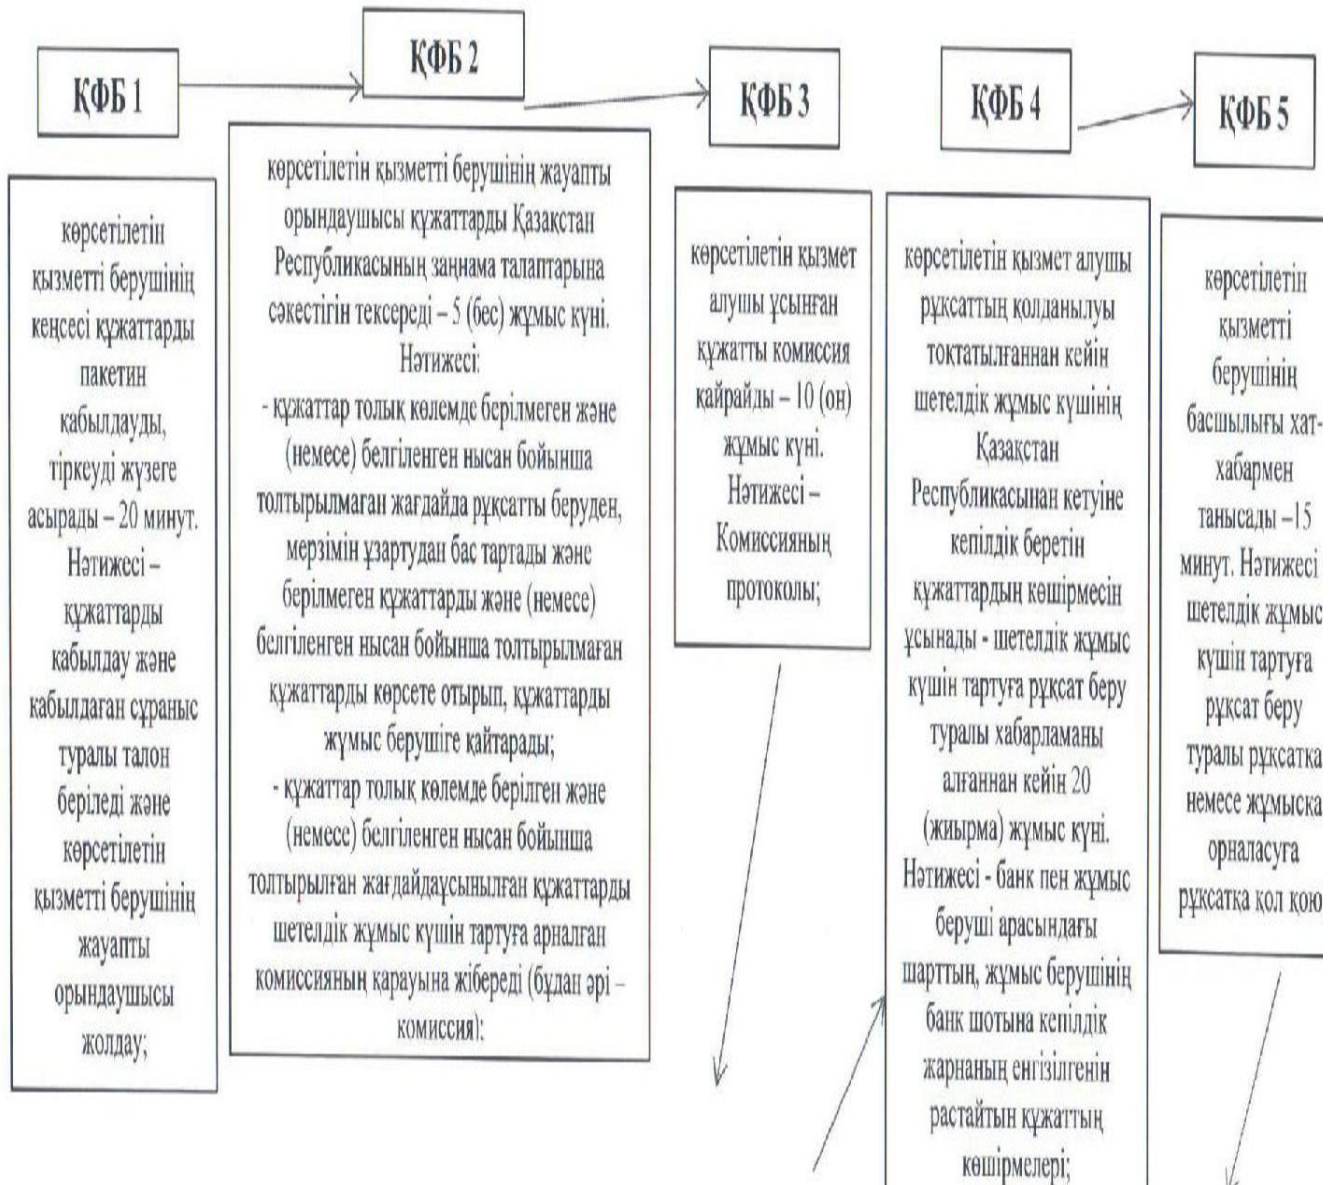 ҚФБ 1
ҚФБ 2
ҚФБ 3
ҚФБ 4
ҚФБ 5
көрсетілетін
қызметті берушінің
кеңсесі құжаттарды
пакетин
қабылдауды,
тіркеуді жүзеге
асырады – 20 минут.
Нәтижесі –
құжаттарды
кабылдау және
қабылдаған сұраныс
туралы талон
беріледі және
көрсетілетін
қызметті берушінің
жауапты
орындаушысы
жолдау;
көрсетілетін қызметті берушінің жауапты
орындаушысы құжаттарды Қазақстан
Республикасының заңнама талаптарына
сәкестігін тексереді – 5 (бес) жұмыс күні.
Нәтижесі:
- құжаттар толық көлемде берілмеген және
(немесе) белгіленген нысан бойынша
толтырылмаған жағдайда рұқсатты беруден,
мерзімін ұзартудан бас тартады және
берілмеген құжаттарды және (немесе)
белгіленген нысан бойынша толтырылмаған
құжаттарды көрсете отырып, құжаттарды
жұмыс берушіге қайтарады;
- құжаттар толық көлемде берілген және
(немесе) белгіленген нысан бойынша
толтырылған жағдайдаұсынылған құжаттарды
шетелдік жұмыс күшін тартуға арналған
комиссияның қарауына жібереді (бұдан әрі –
комиссия):
көрсетілетін қызмет
алушы ұсынған
құжатты комиссия
қайрайды – 10 (он)
жұмыс күні.
Нәтижесі –
Комиссияның
протоколы;
көрсетілетін қызмет алушы
рұқсаттың қолданылуы
тоқтатылғаннан кейін
шетелдік жұмыс күшінің
Қазақстан
Республикасынан кетуіне
кепілдік беретін
құжаттардың көшірмесін
ұсынады - шетелдік жұмыс
күшін тартуға рұқсат беру
туралы хабарламаны
алғаннан кейін 20
(жиырма) жұмыс күні.
Нәтижесі - банк пен жұмыс
беруші арасындағы
шарттың, жұмыс берушінің
банк шотына кепілдік
жарнаның енгізілгенін
растайтын құжаттың
көшірмелері;
көрсетілетін
қызметті
берушінің
басшылығы хат-
хабармен
танысады –15
минут. Нәтижесі
шетелдік жұмыс
күшін тартуға
рұқсат беру
туралы рұқсатка
немесе жұмысқа
орналасуға
рұқсатқа қол қою